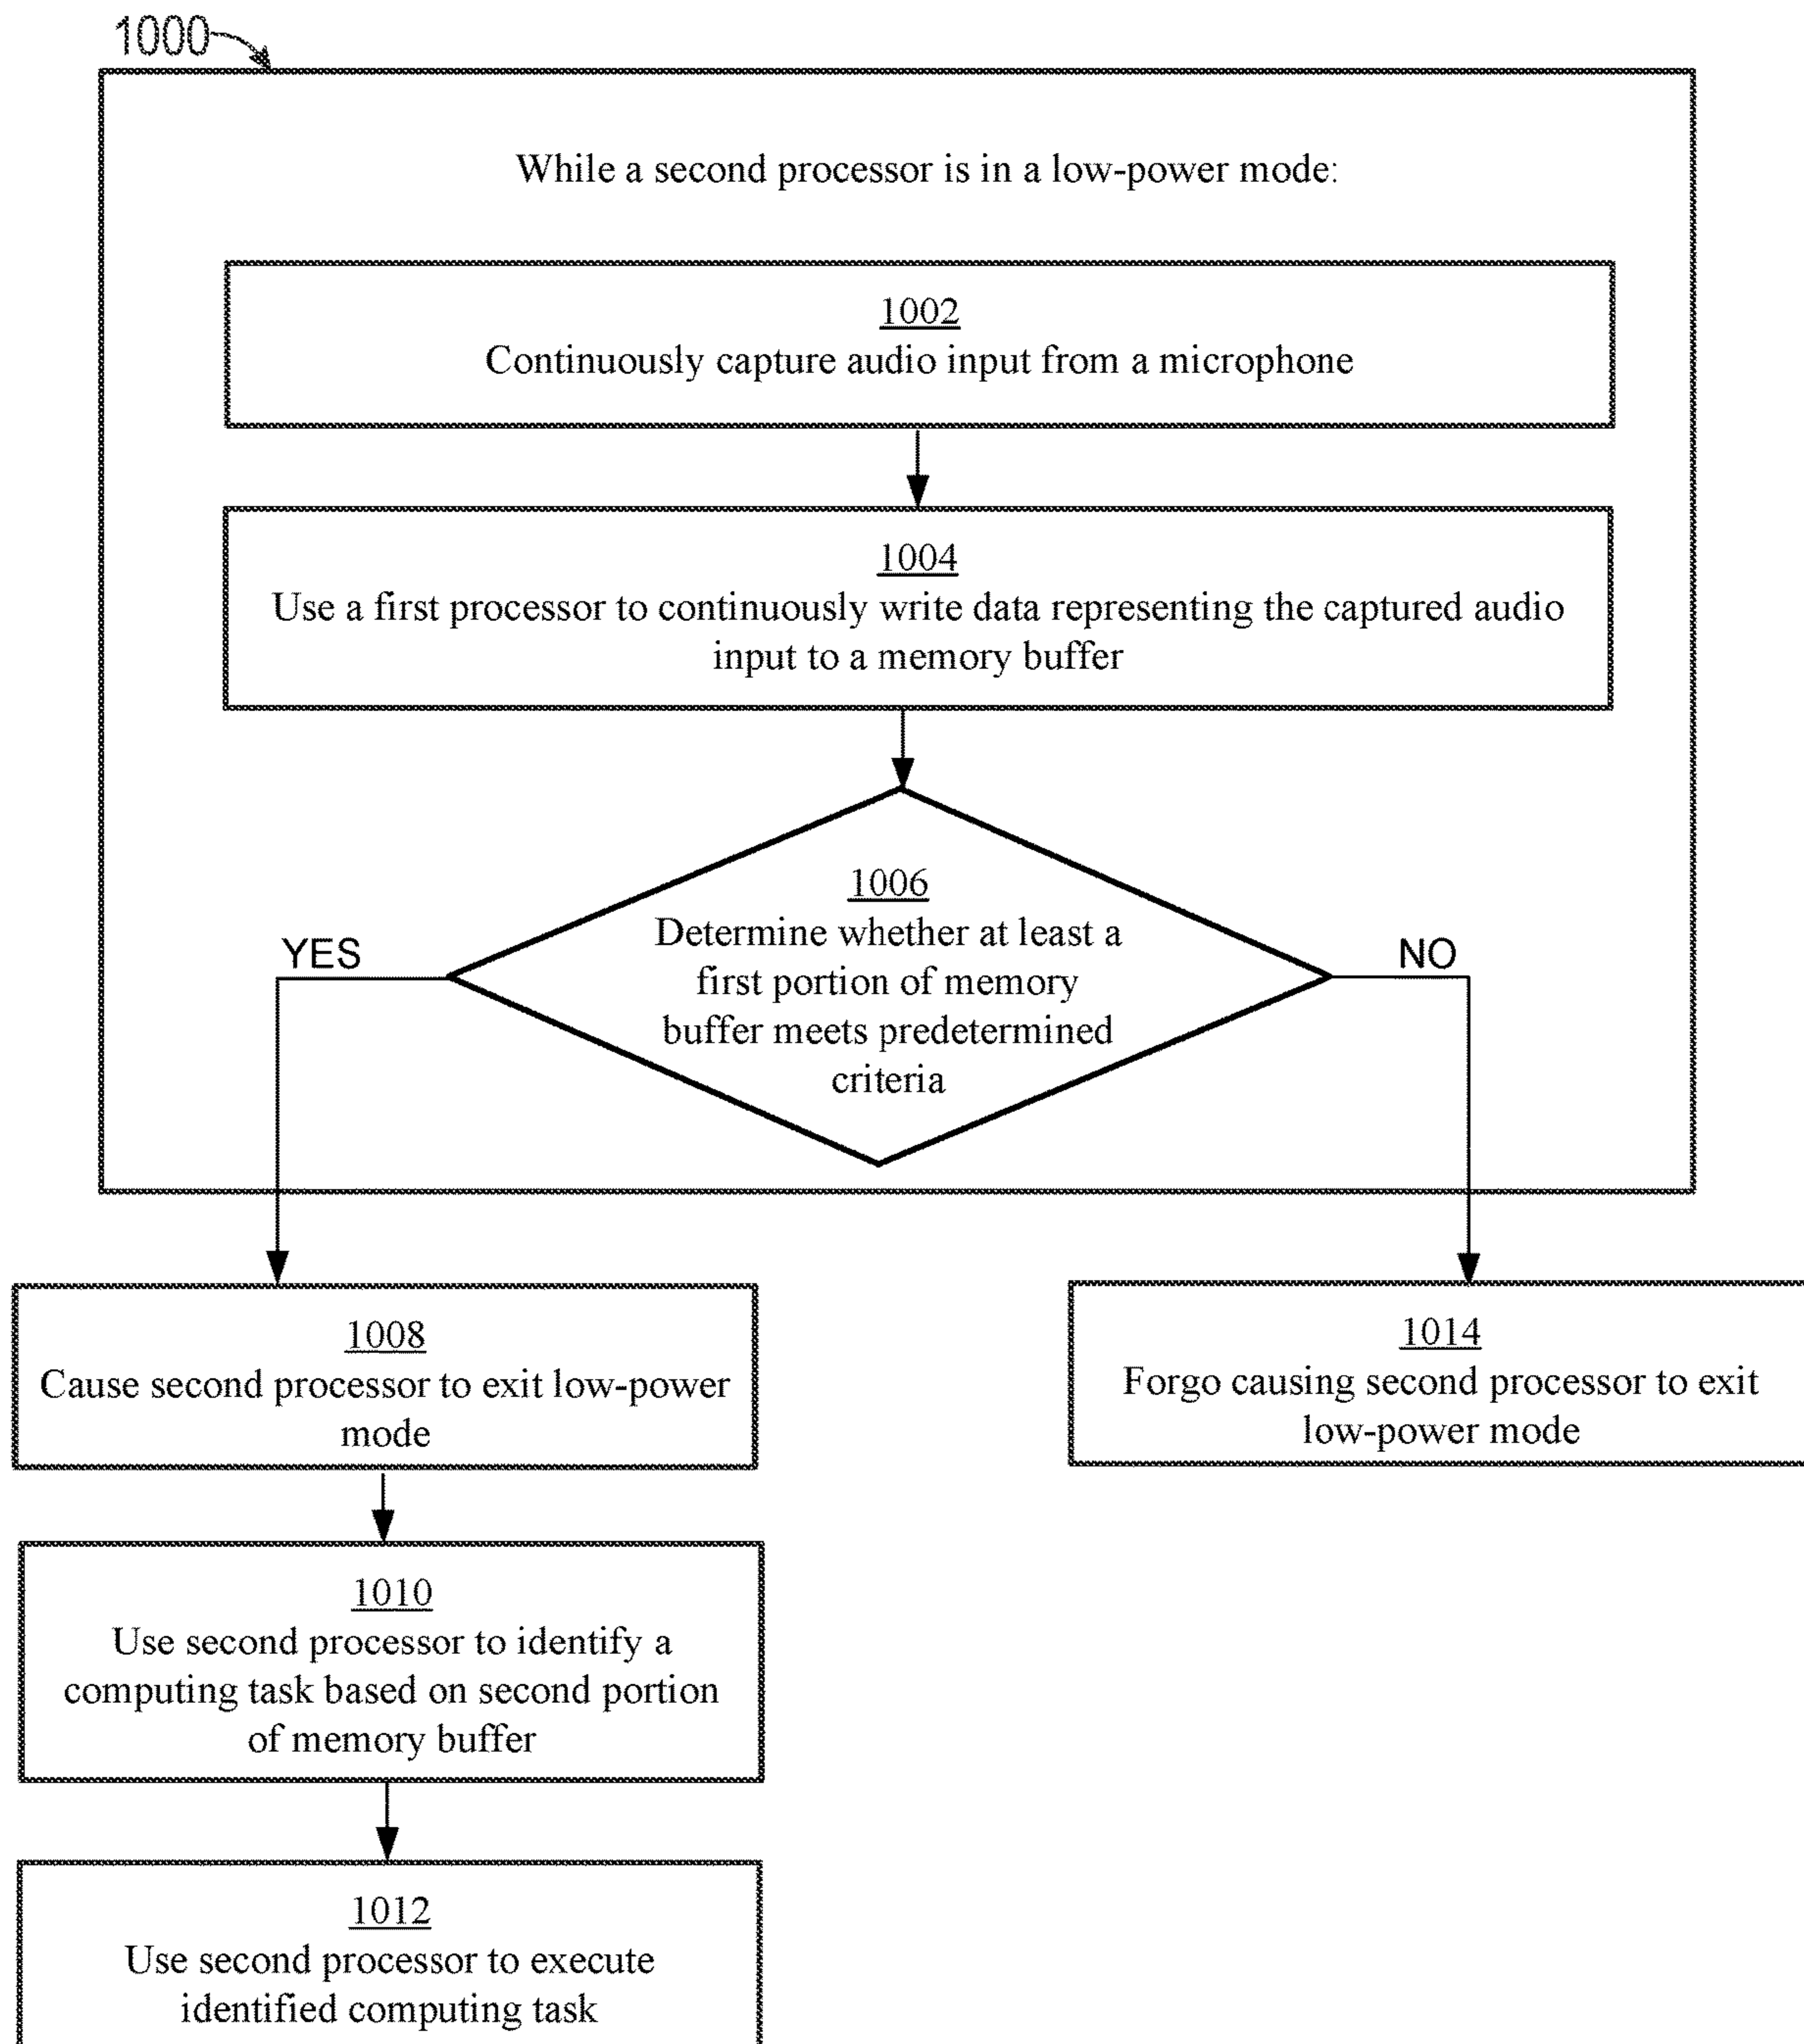 1000
While a second processor is in a low-power mode:
1002
Continuously capture audio input from a microphone
1004
Use a first processor to continuously write data representing the captured audio
input to a memory buffer
1006
Determine whether at least a
first portion of memory
buffer meets predetermined
criteria
YES
NO
1008
Cause second processor to exit low-power
mode
1014
Forgo causing second processor to exit
low-power mode
1010
Use second processor to identify a
computing task based on second portion
of memory buffer
1012
Use second processor to execute
identified computing task